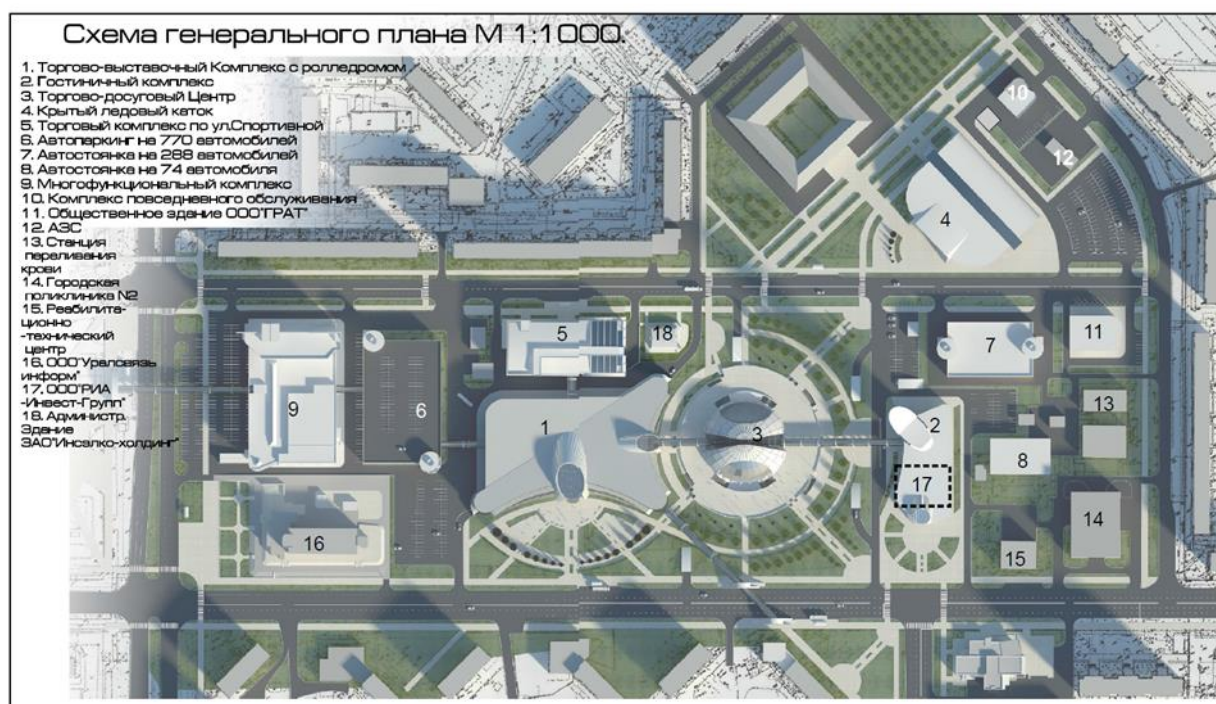 Схема генерального плана М 1:1000.
1. Торгово-выставочный Комплекс с ролледромом
2. Гостиничный комплекс
3. Торгово-досуговый Центр
4. Крытый ледовый каток
5. Торговый комплекс по ул.Спортивной
6. Автопаркинг на 770 автомобилей
7. Автостоянка на 288 автомобилей
8. Автостоянка на 74 автомобиля
9. Многофункциональный комплекс
10. Комплекс повседневного обслуживания
11. Общественное здание ООО"ГРАТ"
12. АЗС
13. Станция
переливания
крови
14. Городская
поликлиника N2
15. Реабилита-
ционно
-технический
центр
16. ООО"Уралсвязь
информ"
17. ООО"РИА
-Инвест-Групп"
18. Администр.
Здание
ЗАО"Инсэлко-холдинг"
10
12
4
5
18
7
11
9
6
1
3
2
13
8
17
16
14
15